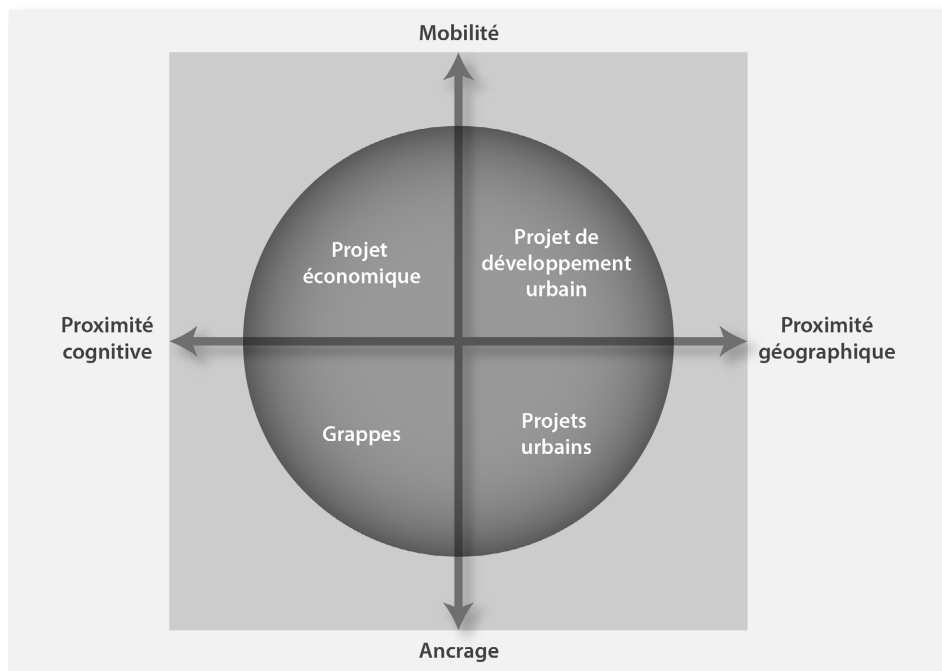 Mobilité
Projet
économique
Projet de
développement
urbain
Proximité
cognitive
Proximité
géographique
Grappes
Projets
urbains
Ancrage